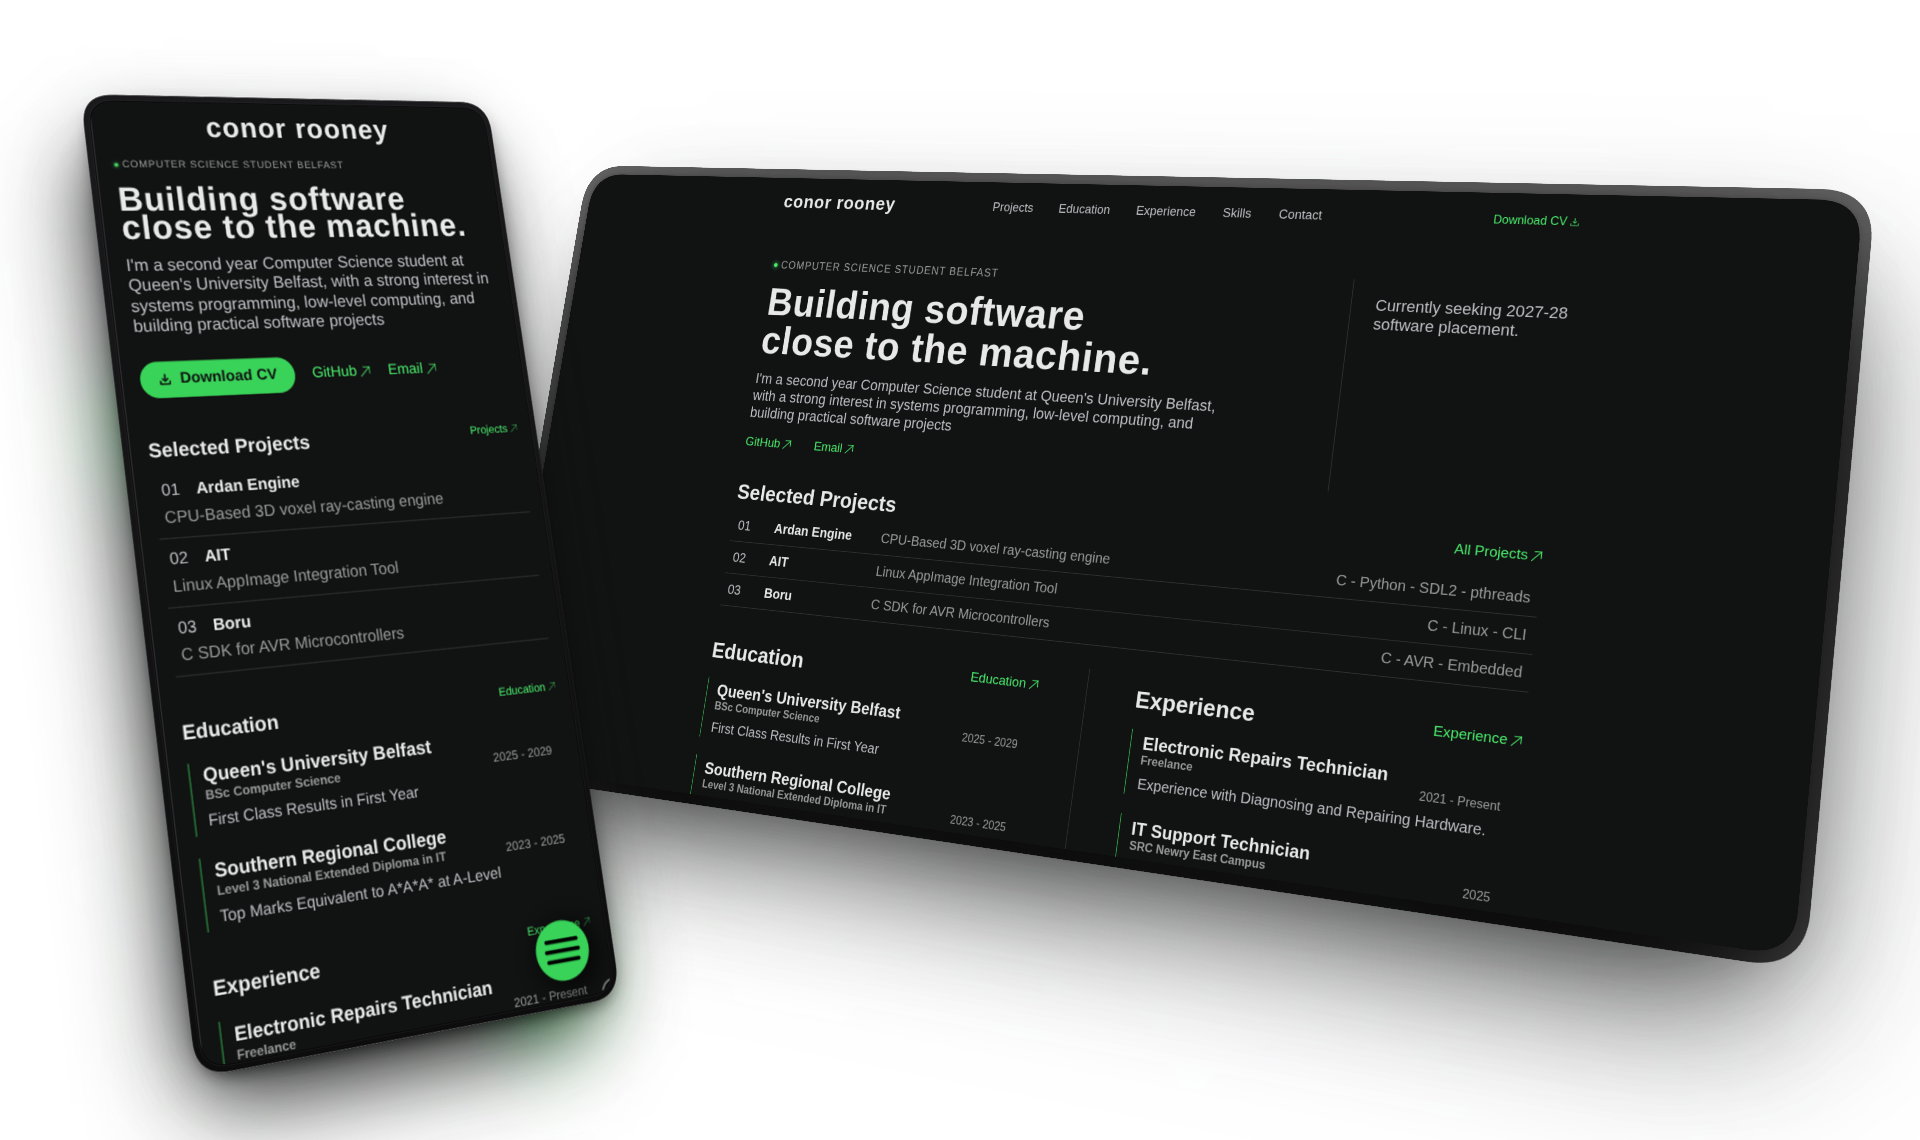 conor rooney
COMPUTER SCIENCE STUDENT BELFAST
Building software
close to the machine.
I'm a second year Computer Science student at
Queen's University Belfast, with a strong interest in
systems programming, low-level computing, and
building practical software projects
Download CV
GitHub
Email
Selected Projects
Projects
01 Ardan Engine
CPU-Based 3D voxel ray-casting engine
02 AIT
Linux AppImage Integration Tool
03 Boru
C SDK for AVR Microcontrollers
Education
Education
Queen's University Belfast
BSc Computer Science
2025 - 2029
First Class Results in First Year
Southern Regional College
Level 3 National Extended Diploma in IT
2023 - 2025
Top Marks Equivalent to A*A*A* at A-Level
Experience
Electronic Repairs Technician
Freelance
2021 - Present
conor rooney
Projects
Education
Experience
Skills
Contact
Download CV
COMPUTER SCIENCE STUDENT BELFAST
Building software
close to the machine.
I'm a second year Computer Science student at Queen's University Belfast,
with a strong interest in systems programming, low-level computing, and
building practical software projects
GitHub
Email
Currently seeking 2027-28
software placement.
Selected Projects
All Projects
01 Ardan Engine CPU-Based 3D voxel ray-casting engine C - Python - SDL2 - pthreads
02 AIT Linux AppImage Integration Tool C - Linux - CLI
03 Boru C SDK for AVR Microcontrollers C - AVR - Embedded
Education
Education
Queen's University Belfast
BSc Computer Science
2025 - 2029
First Class Results in First Year
Southern Regional College
Level 3 National Extended Diploma in IT
2023 - 2025
Experience
Experience
Electronic Repairs Technician
Freelance
2021 - Present
Experience with Diagnosing and Repairing Hardware.
IT Support Technician
SRC Newry East Campus
2025